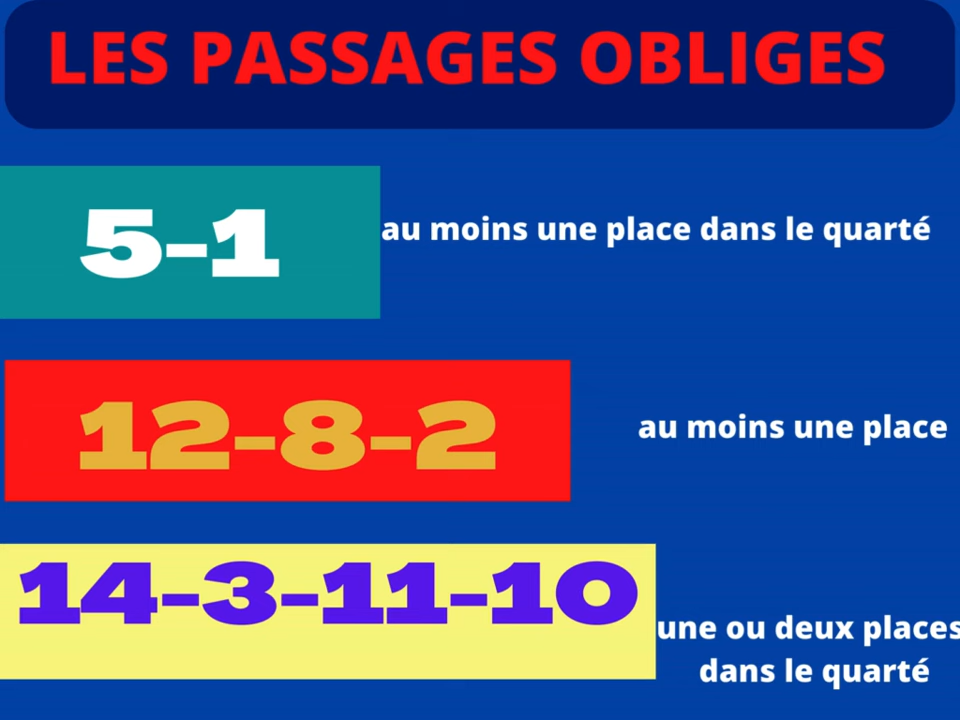 LES PASSAGES OBLIGES
5-1
au moins une place dans le quarté
12-8-2
au moins une place
14-3-11-10
une ou deux places
dans le quarté